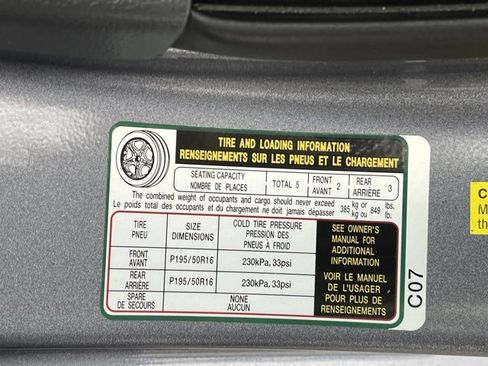 TIRE AND LOADING INFORMATION
RENSEIGNEMENTS SUR LES PNEUS ET LE CHARGEMENT
SEATING CAPACITY
NOMBRE DE PLACES
TOTAL 5
FRONT
AVANT 2
REAR
ARRIÈRE 3
The combined weight of occupants and cargo should never exceed 385 kg or 849 lbs.
Le poids total des occupants et du chargement ne doit jamais dépasser 385 kg ou 849 lb.
TIRE
PNEU
SIZE
DIMENSIONS
COLD TIRE PRESSURE
PRESSION DES
PNEUS À FROID
FRONT
AVANT
P195/50R16
230kPa, 33psi
REAR
ARRIÈRE
P195/50R16
230kPa, 33psi
SPARE
DE SECOURS
NONE
AUCUN
SEE OWNER'S
MANUAL FOR
ADDITIONAL
INFORMATION
VOIR LE MANUEL
DE L'USAGER
POUR PLUS DE
RENSEIGNEMENTS
C07